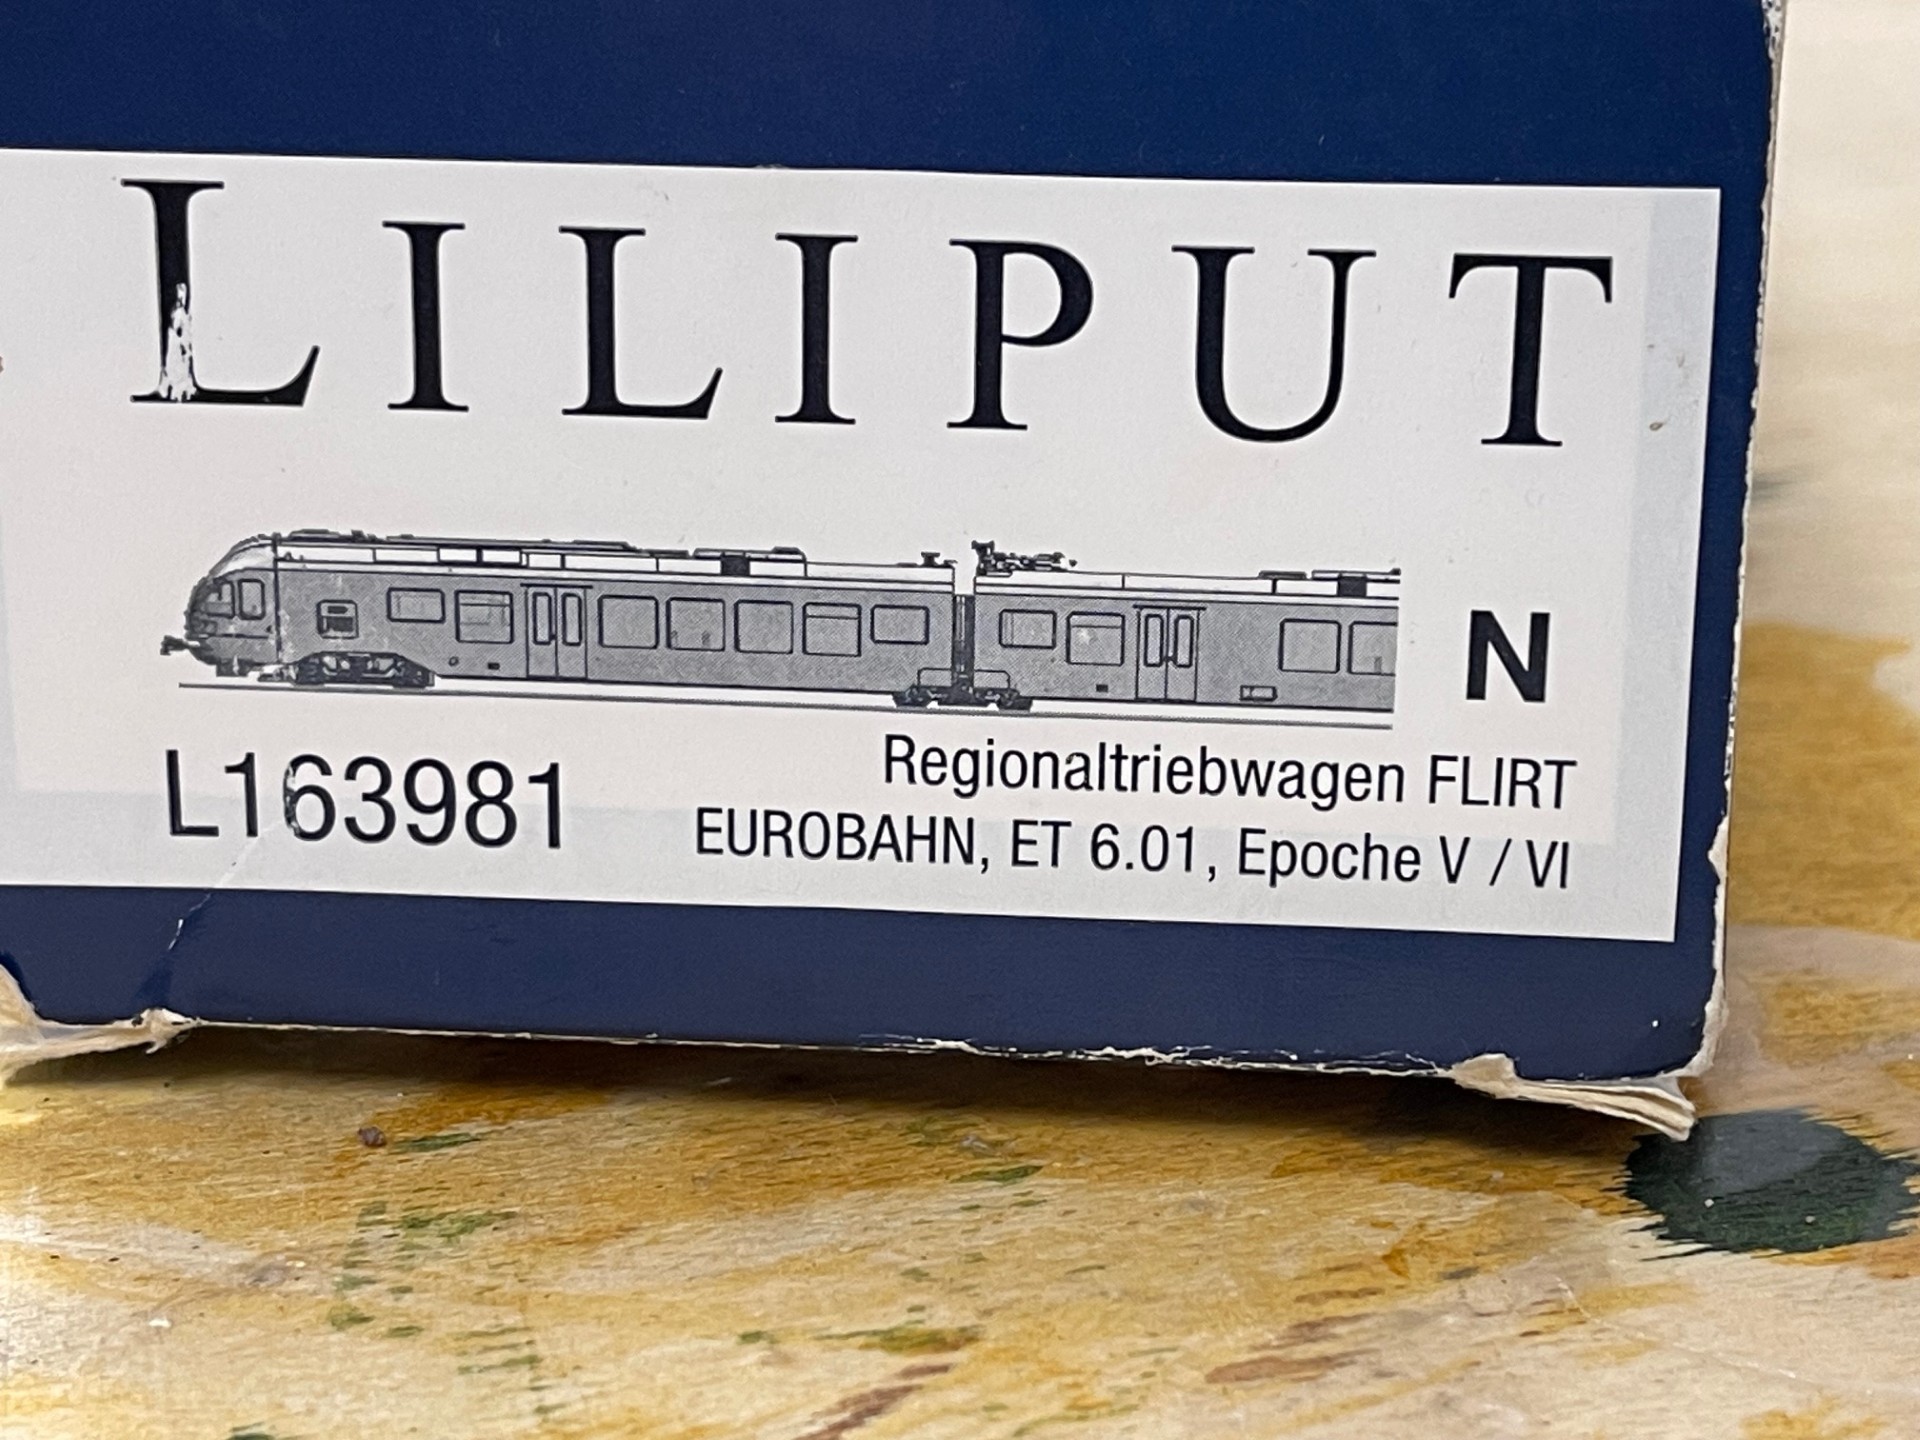 LILIPUT
N
L163981
Regionaltriebwagen FLIRT
EUROBAHN, ET 6.01, Epoche V / VI